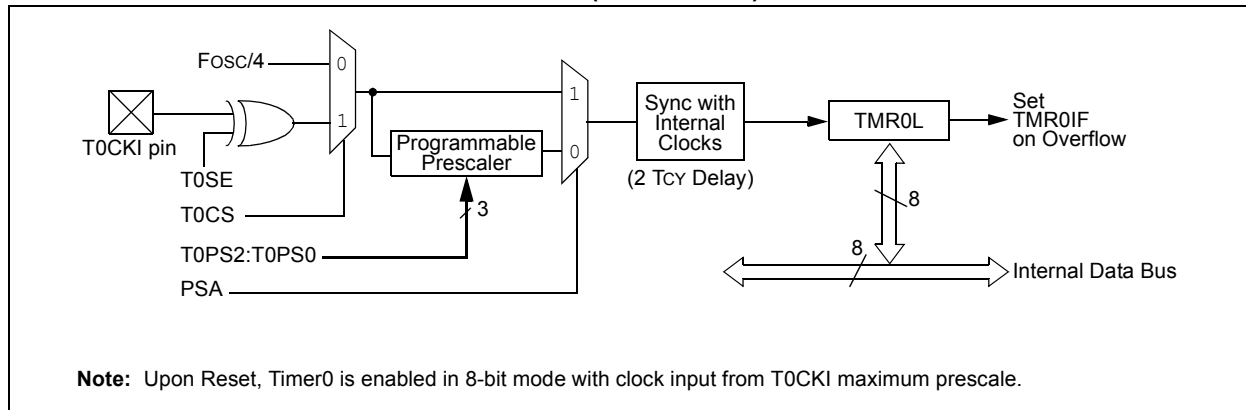 FOSC/4
0
1
T0CKI pin
T0SE
T0CS
T0PS2:T0PS0
PSA
Programmable
Prescaler
3
1
0
Sync with
Internal
Clocks
(2 TCY Delay)
TMR0L
Set
TMR0IF
on Overflow
8
8
Internal Data Bus
Note: Upon Reset, Timer0 is enabled in 8-bit mode with clock input from T0CKI maximum prescale.